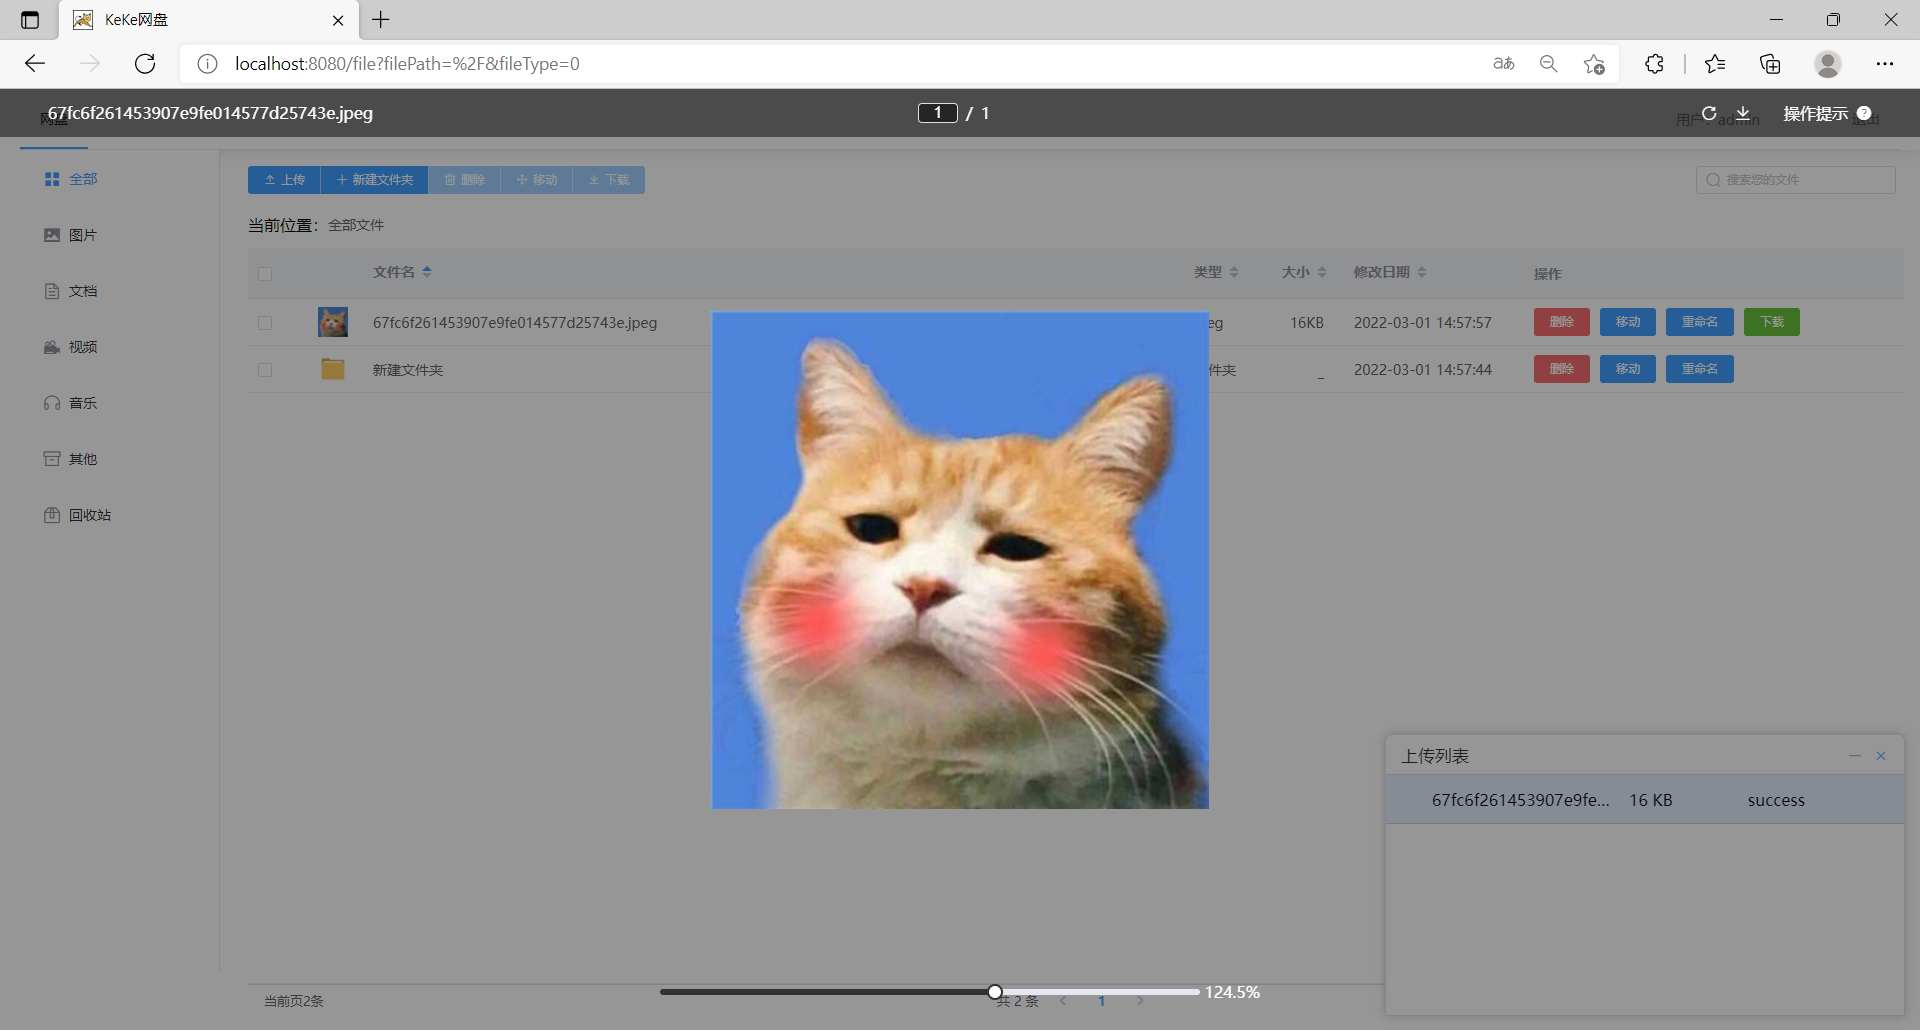 KeKe网盘
localhost:8080/file?filePath=%2F&fileType=0
67fc6f261453907e9fe014577d25743e.jpeg
1 / 1
操作提示
网盘
admin
全部
图片
文档
视频
音乐
其他
回收站
上传 新建文件夹 删除 移动 下载
搜索您的文件
当前位置： 全部文件
文件名 类型 大小 修改日期 操作
67fc6f261453907e9fe014577d25743e.jpeg eg 16KB 2022-03-01 14:57:57 删除 移动 重命名 下载
新建文件夹 件夹 _ 2022-03-01 14:57:44 删除 移动 重命名
上传列表
67fc6f261453907e9fe... 16 KB success
当前页2条
共 2 条 1
124.5%